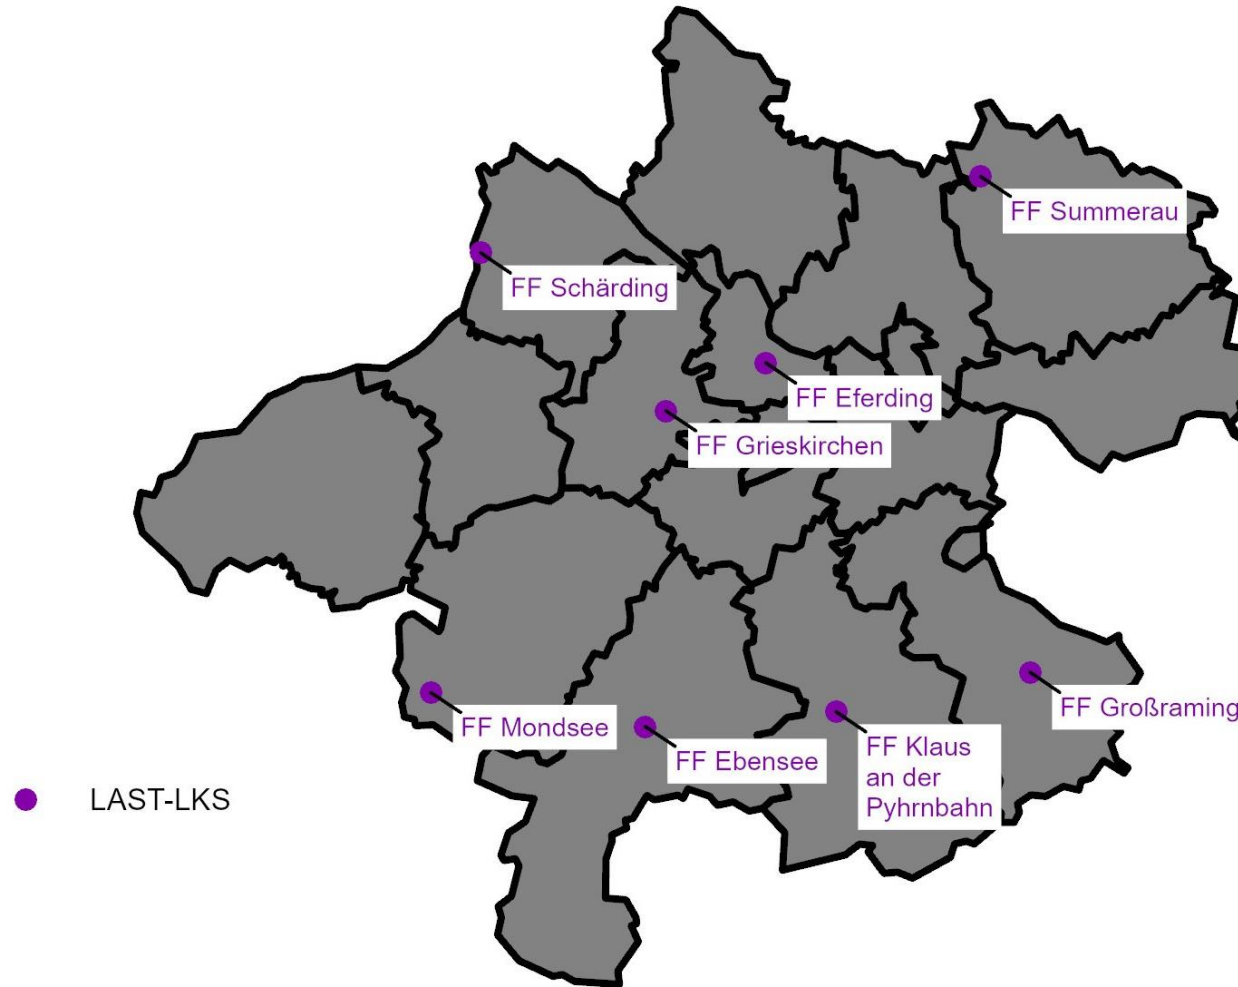 FF Summerau
FF Schärding
FF Eferding
FF Grieskirchen
FF Großraming
FF Mondsee
FF Ebensee
FF Klaus
an der
Pyhrnbahn
LAST-LKS